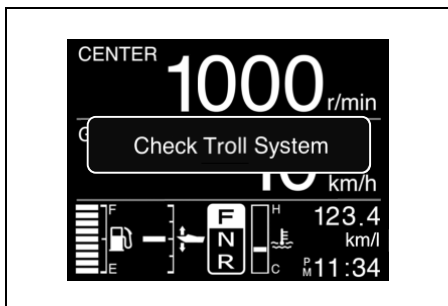 CENTER
1000 r/min
G
Check Troll System
km/h
F
E
F
N
R
H
C
123.4
km/l
PM 11:34